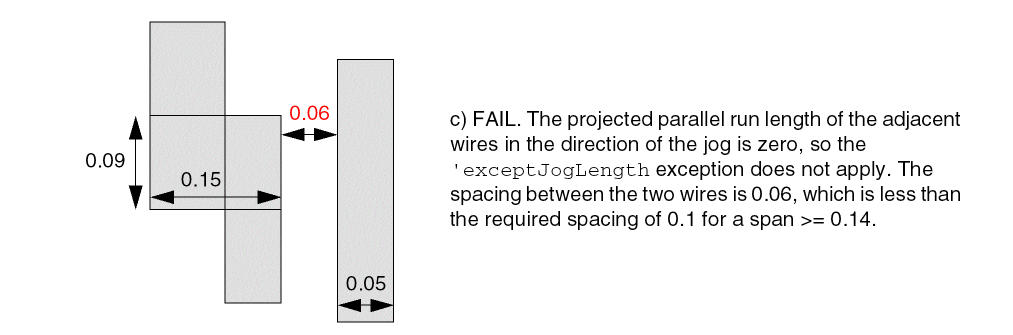 0.06
0.09
0.15
0.05
c) FAIL. The projected parallel run length of the adjacent
wires in the direction of the jog is zero, so the
'exceptJogLength exception does not apply. The
spacing between the two wires is 0.06, which is less than
the required spacing of 0.1 for a span >= 0.14.